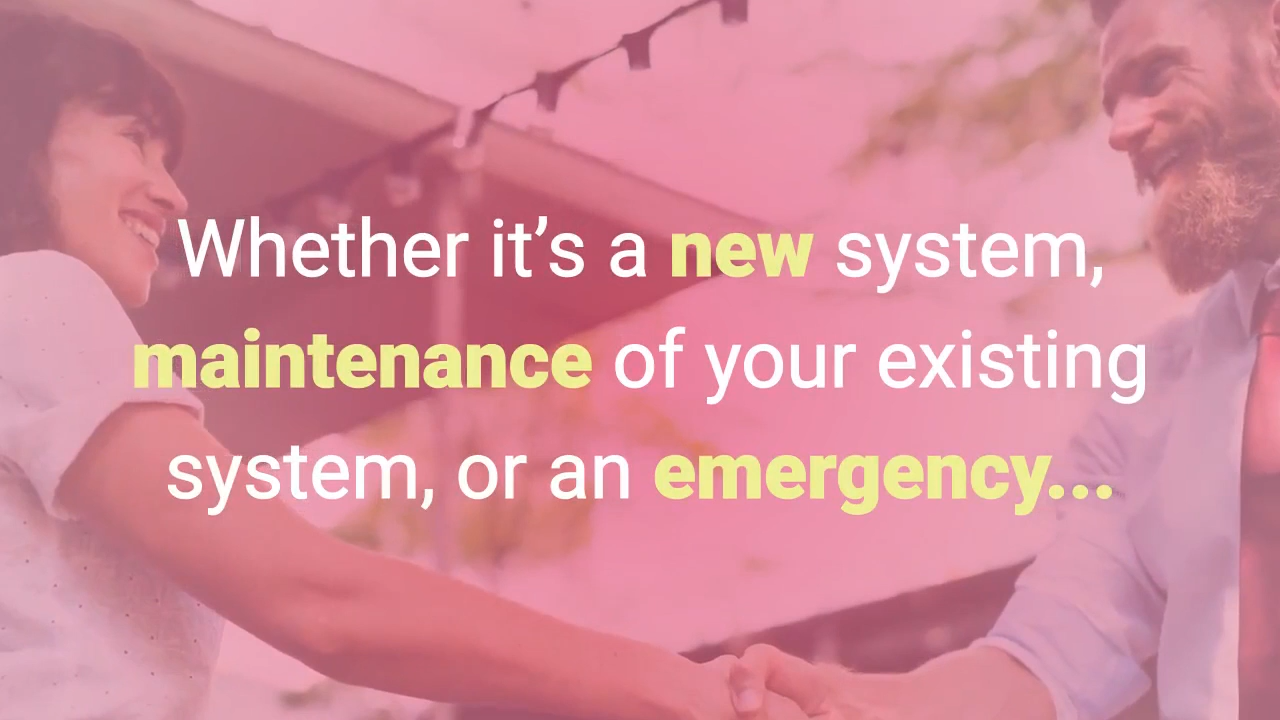 Whether it’s a new system,
maintenance of your existing
system, or an emergency...